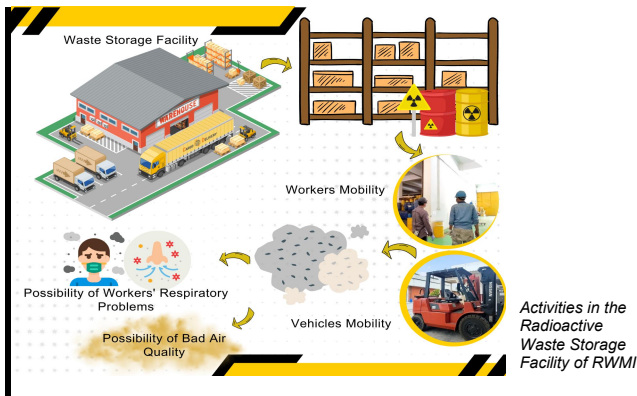 Waste Storage Facility
WAREHOUSE
Workers Mobility
Possibility of Workers' Respiratory
Problems
Vehicles Mobility
Possibility of Bad Air
Quality
Activities in the
Radioactive
Waste Storage
Facility of RWMI